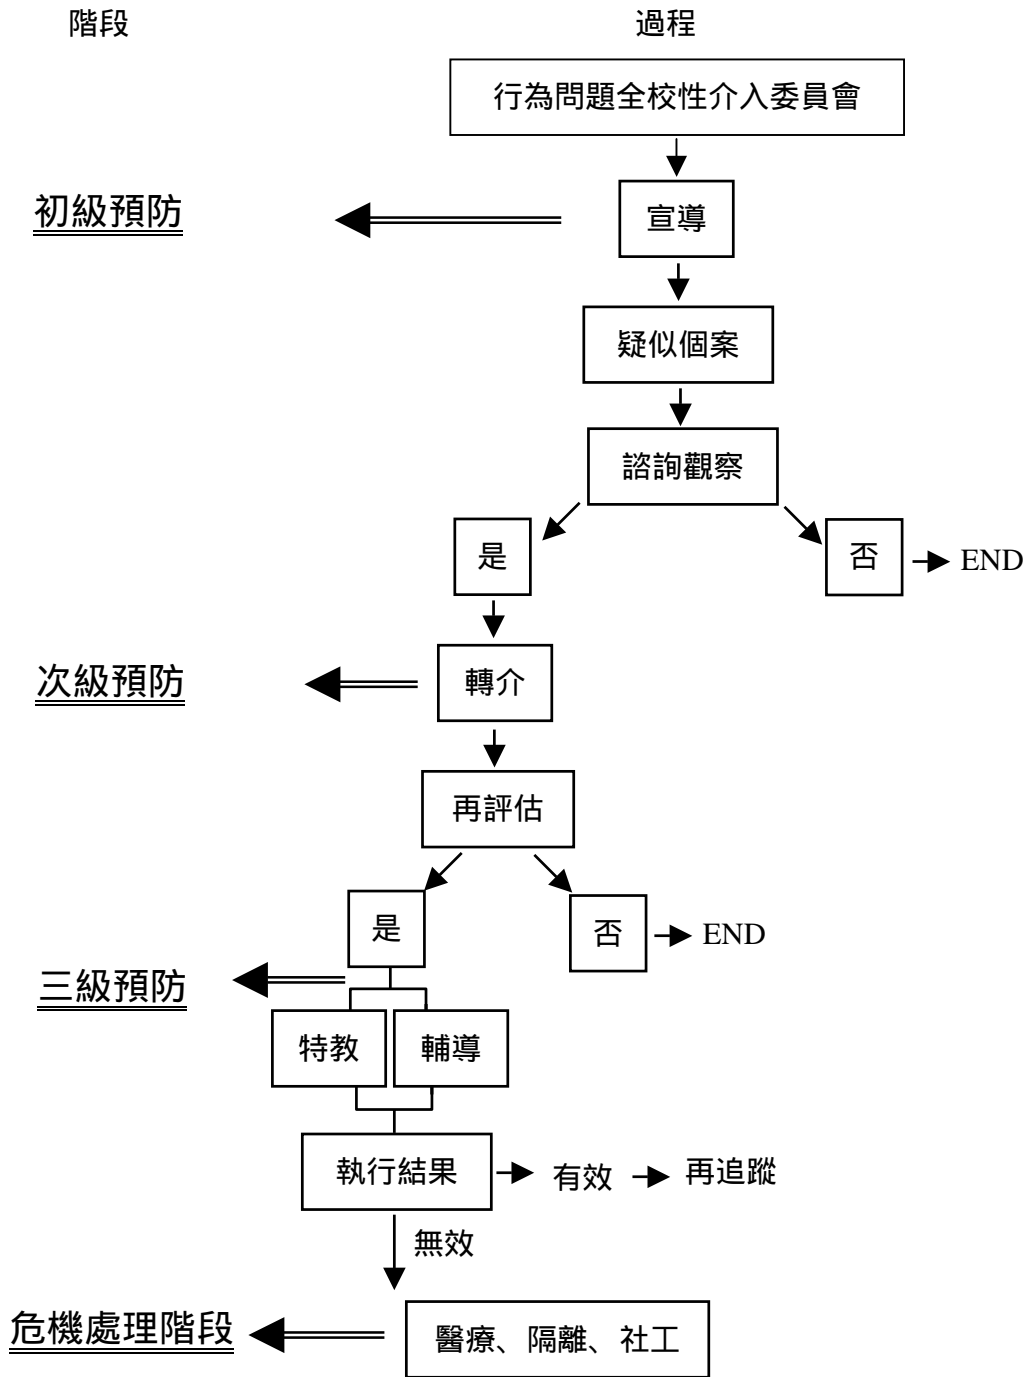 階段 過程
行為問題全校性介入委員會
初級預防 宣導
疑似個案
諮詢觀察
是 否 END
次級預防 轉介
再評估
是 否 END
三級預防
特教 輔導
執行結果 有效 再追蹤
無效
危機處理階段 醫療、隔離、社工